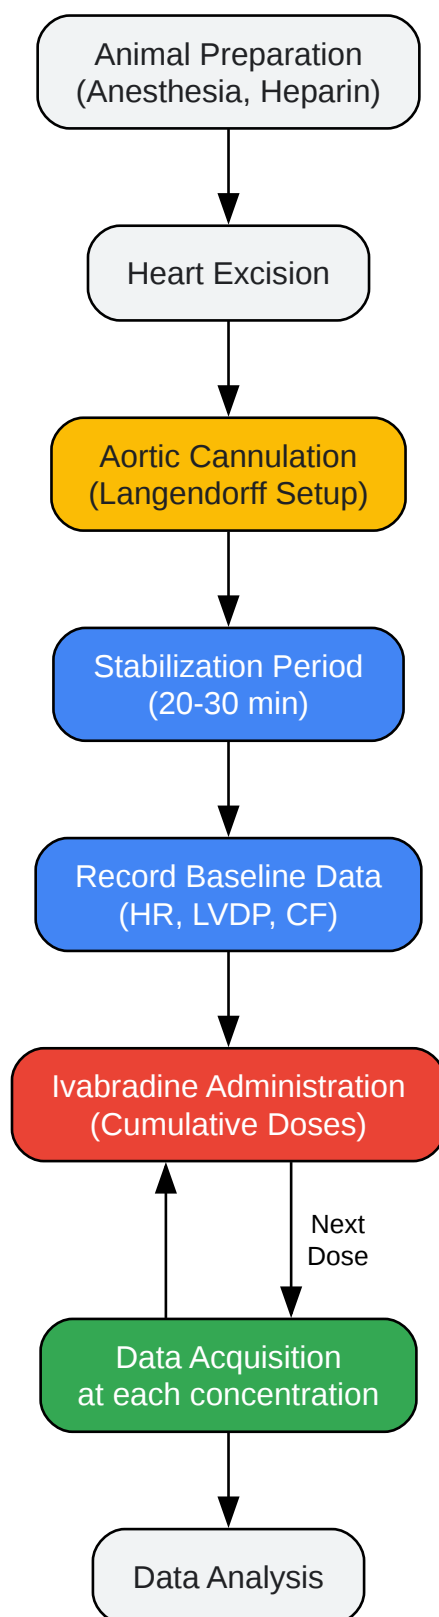 Animal Preparation
(Anesthesia, Heparin)
Heart Excision
Aortic Cannulation
(Langendorff Setup)
Stabilization Period
(20-30 min)
Record Baseline Data
(HR, LVDP, CF)
Ivabradine Administration
(Cumulative Doses)
Next
Dose
Data Acquisition
at each concentration
Data Analysis